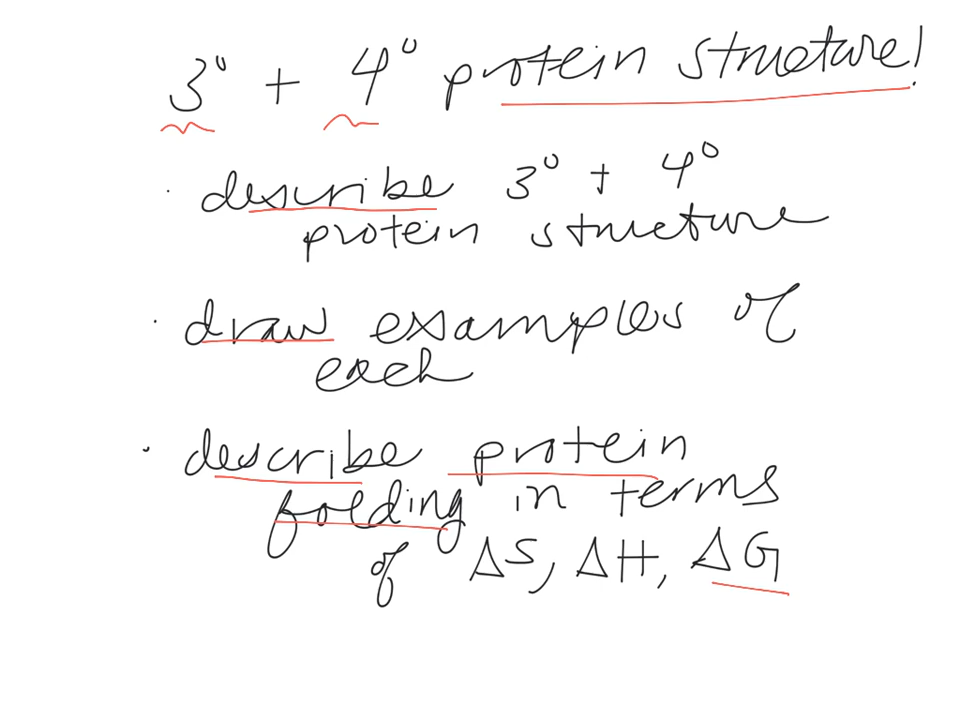 3° + 4° protein structure!
· describe 3° + 4°
protein structure
· draw examples of
each
· describe protein
folding in terms
of ΔS, ΔH, ΔG